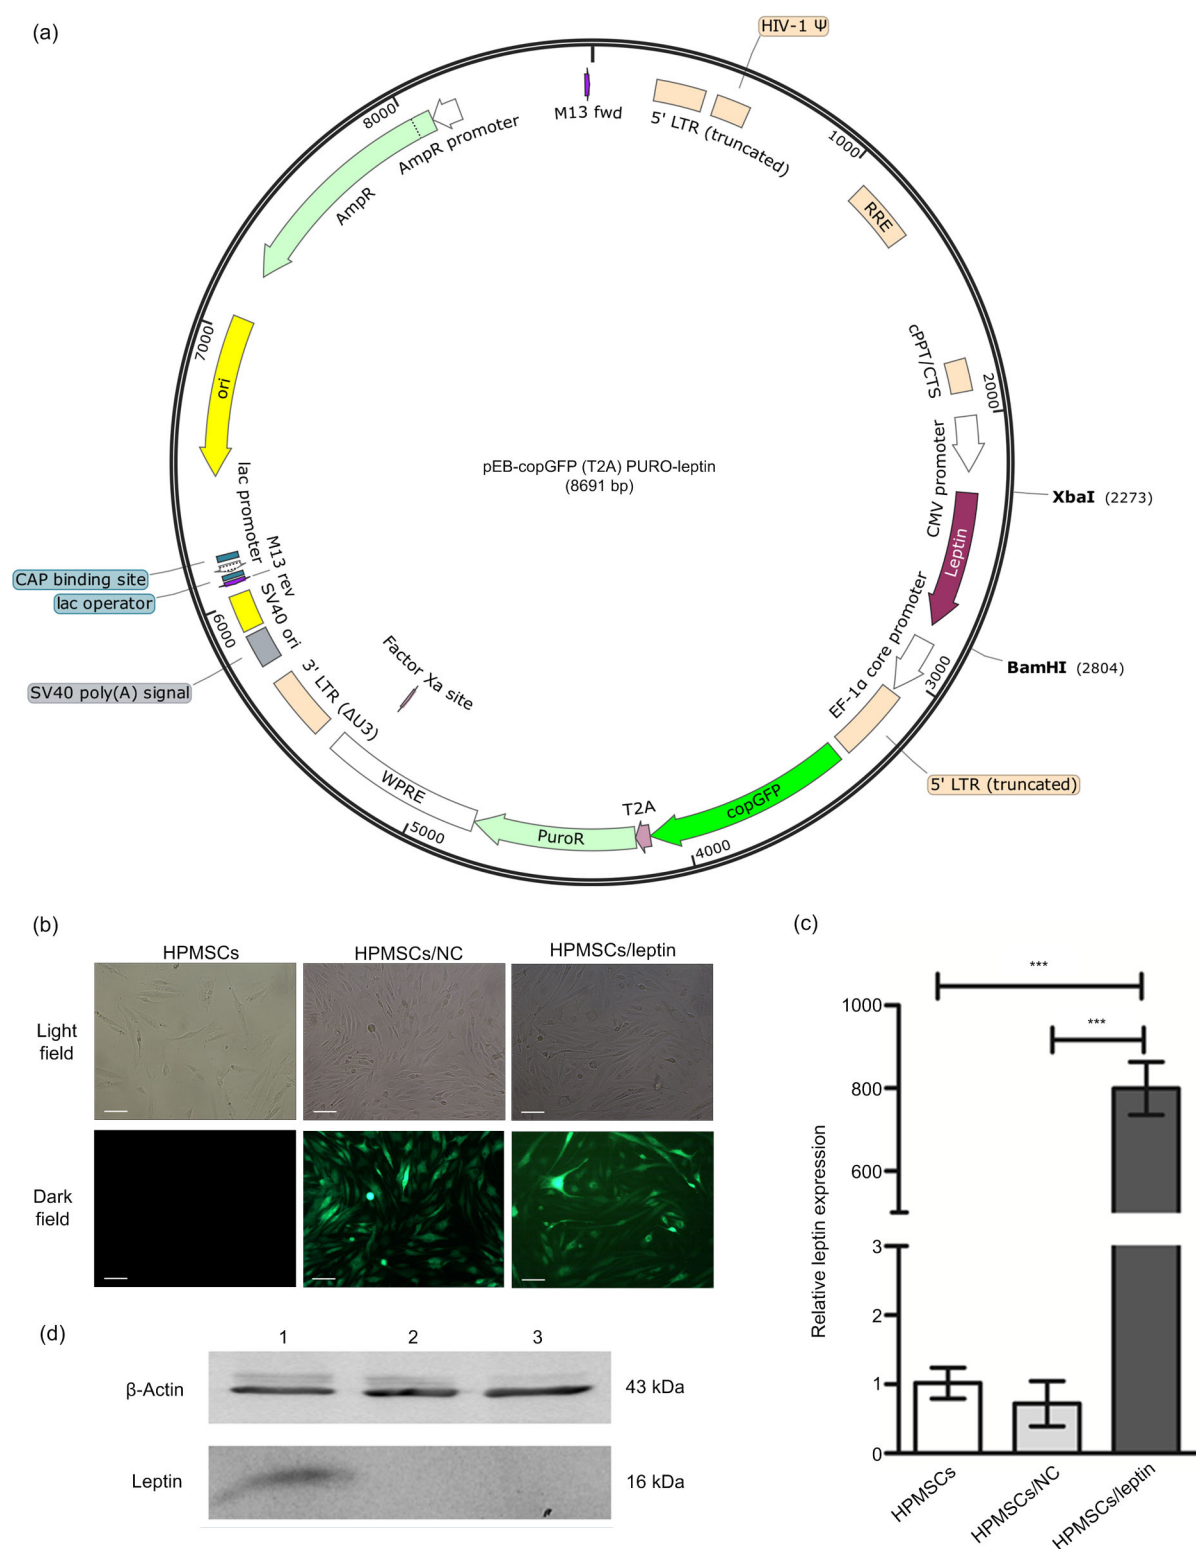 (a)
HIV-1 Ψ
M13 fwd
5' LTR (truncated)
1000
RRE
cPPT/CTS
2000
CMV promoter
XbaI (2273)
Leptin
BamHI (2804)
EF-1α core promoter
3000
5' LTR (truncated)
copGFP
4000
T2A
PuroR
5000
WPRE
Factor Xa site
3' LTR (ΔU3)
SV40 poly(A) signal
SV40 ori
6000
M13 rev
lac operator
CAP binding site
lac promoter
ori
7000
AmpR
AmpR promoter
8000
pEB-copGFP (T2A) PURO-leptin
(8691 bp)
(b)
HPMSCs
HPMSCs/NC
HPMSCs/leptin
Light
field
Dark
field
(c)
***
***
Relative leptin expression
1000
800
600
3
2
1
0
HPMSCs
HPMSCs/NC
HPMSCs/leptin
(d)
1
2
3
β-Actin
43 kDa
Leptin
16 kDa